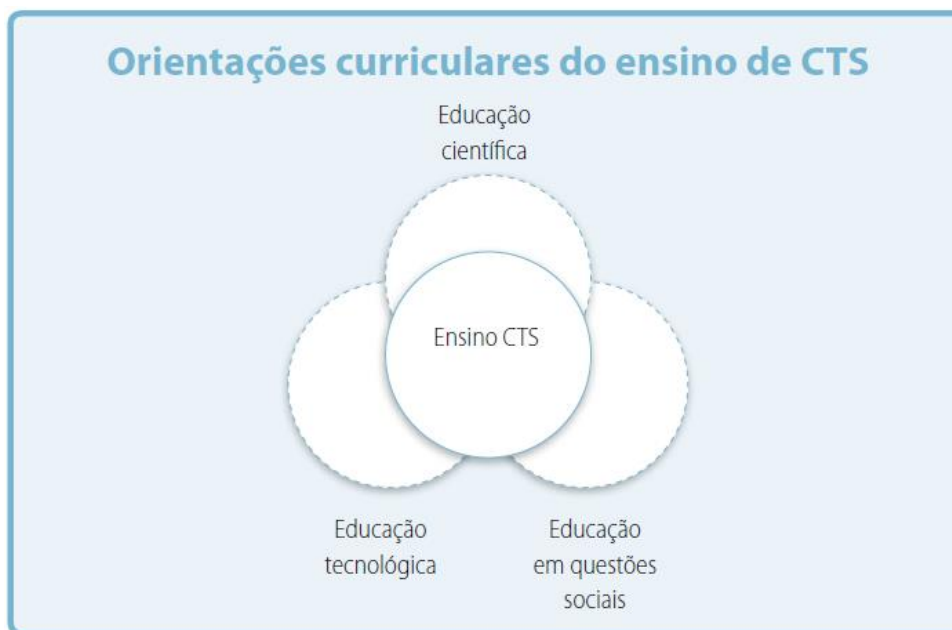 Orientações curriculares do ensino de CTS
Educação
científica
Ensino CTS
Educação
tecnológica
Educação
em questões
sociais